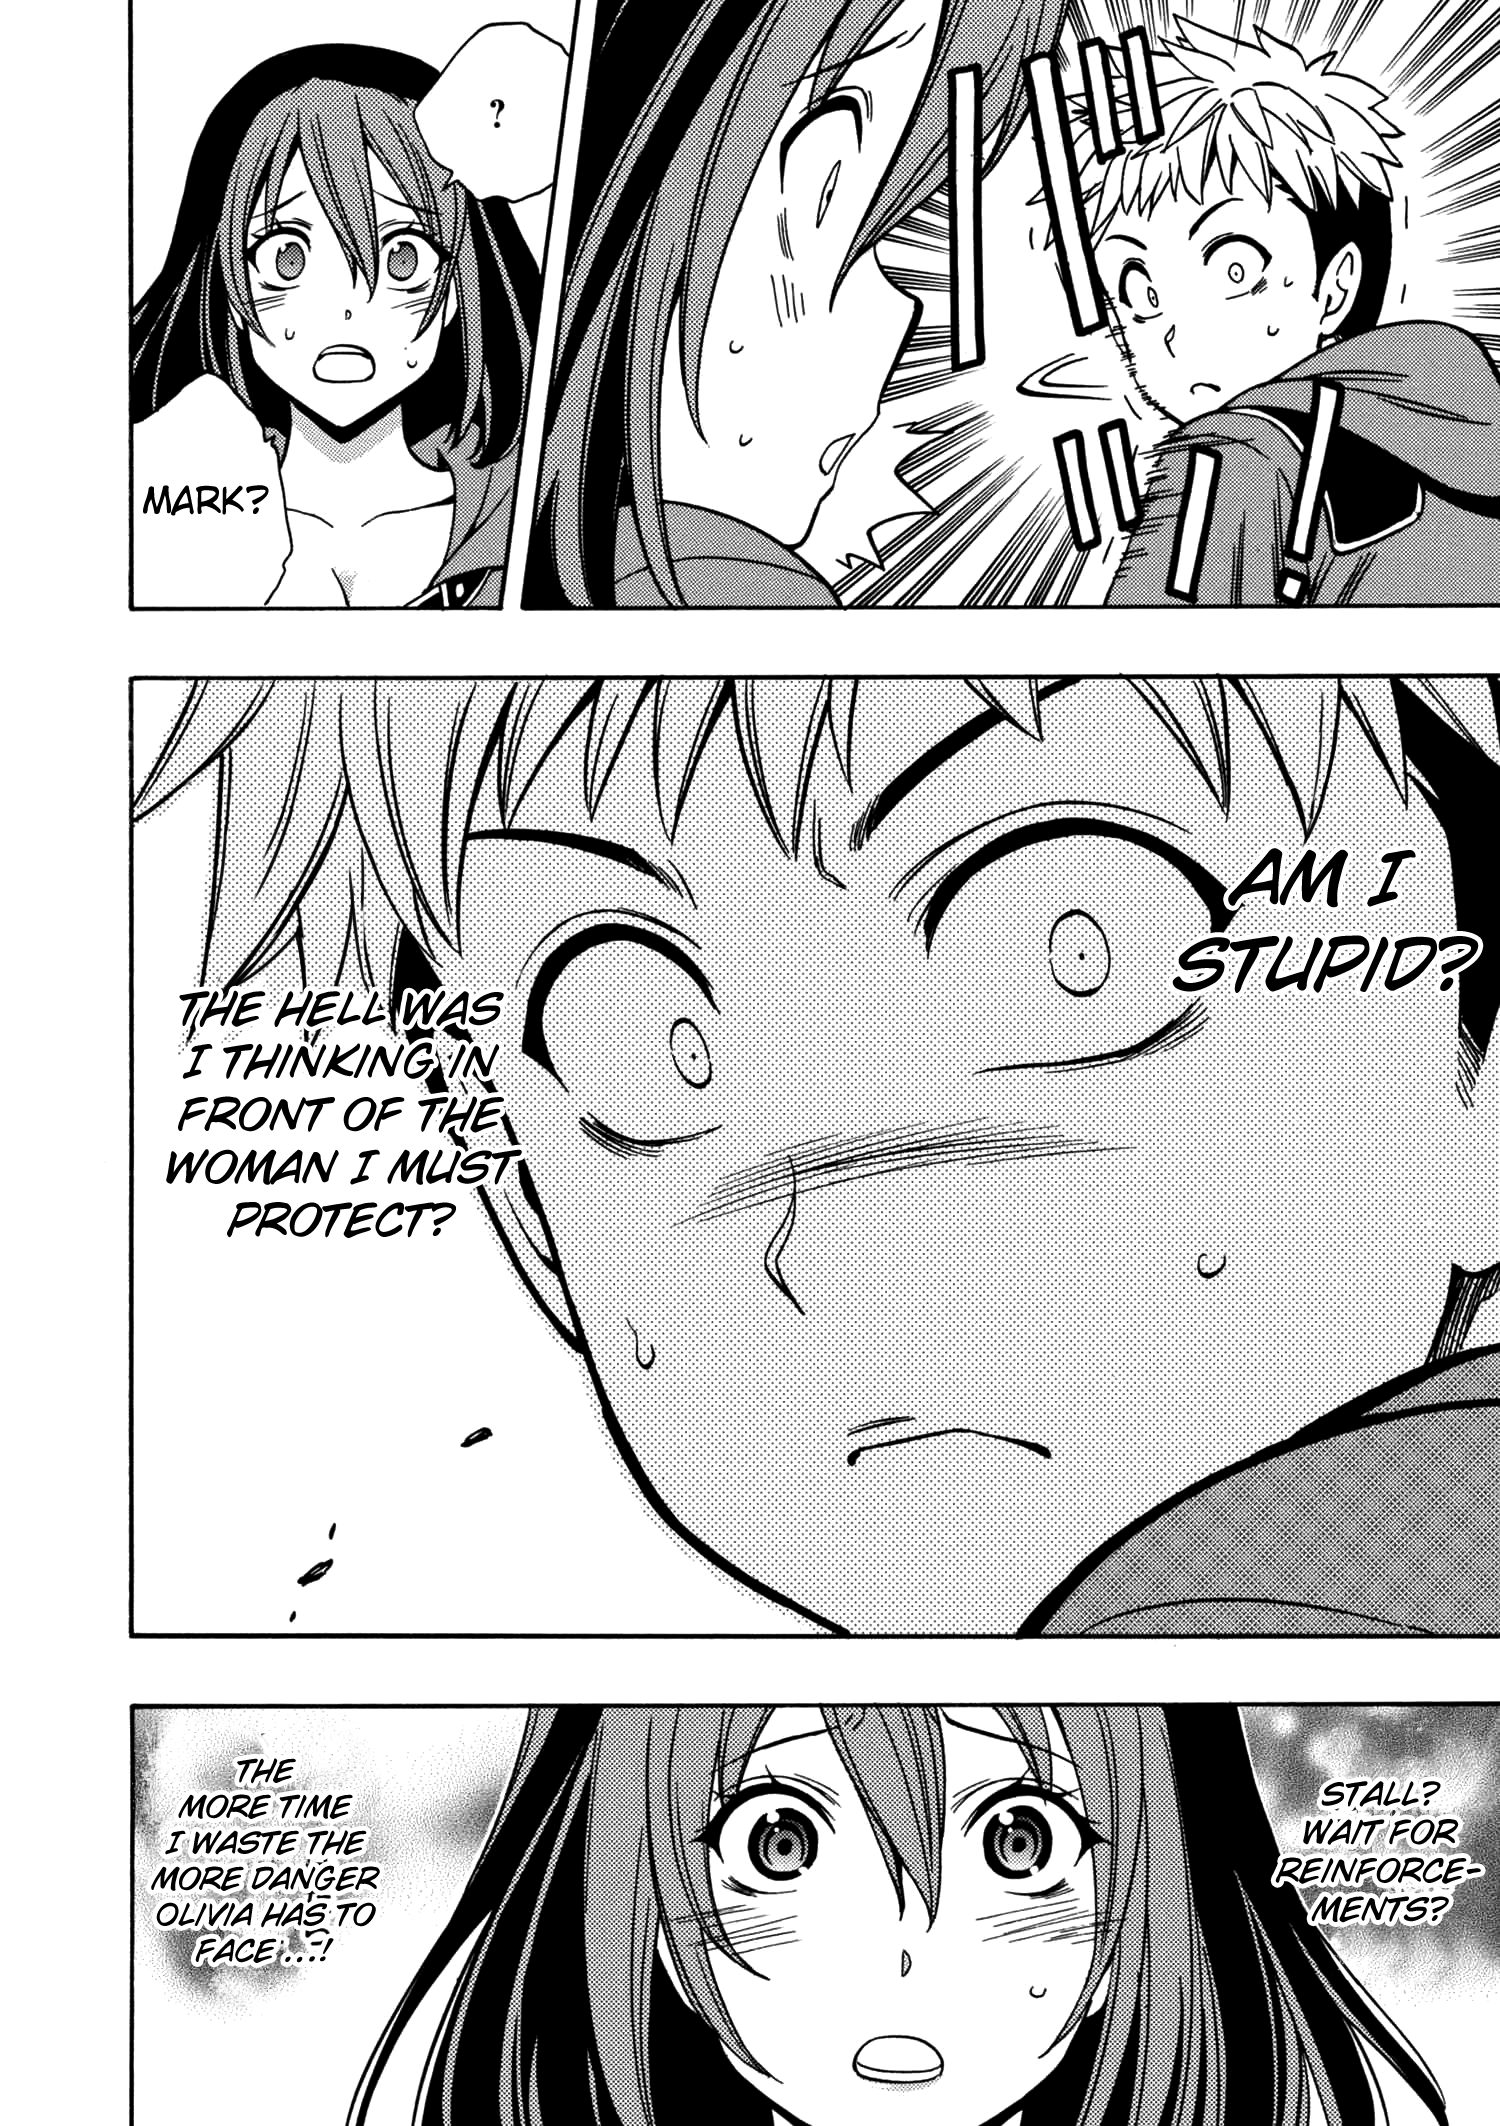 ?
MARK?
AM I
STUPID?
THE HELL WAS
I THINKING IN
FRONT OF THE
WOMAN I MUST
PROTECT?
STALL?
WAIT FOR
REINFORCE-
MENTS?
THE
MORE TIME
I WASTE THE
MORE DANGER
OLIVIA HAS TO
FACE...!